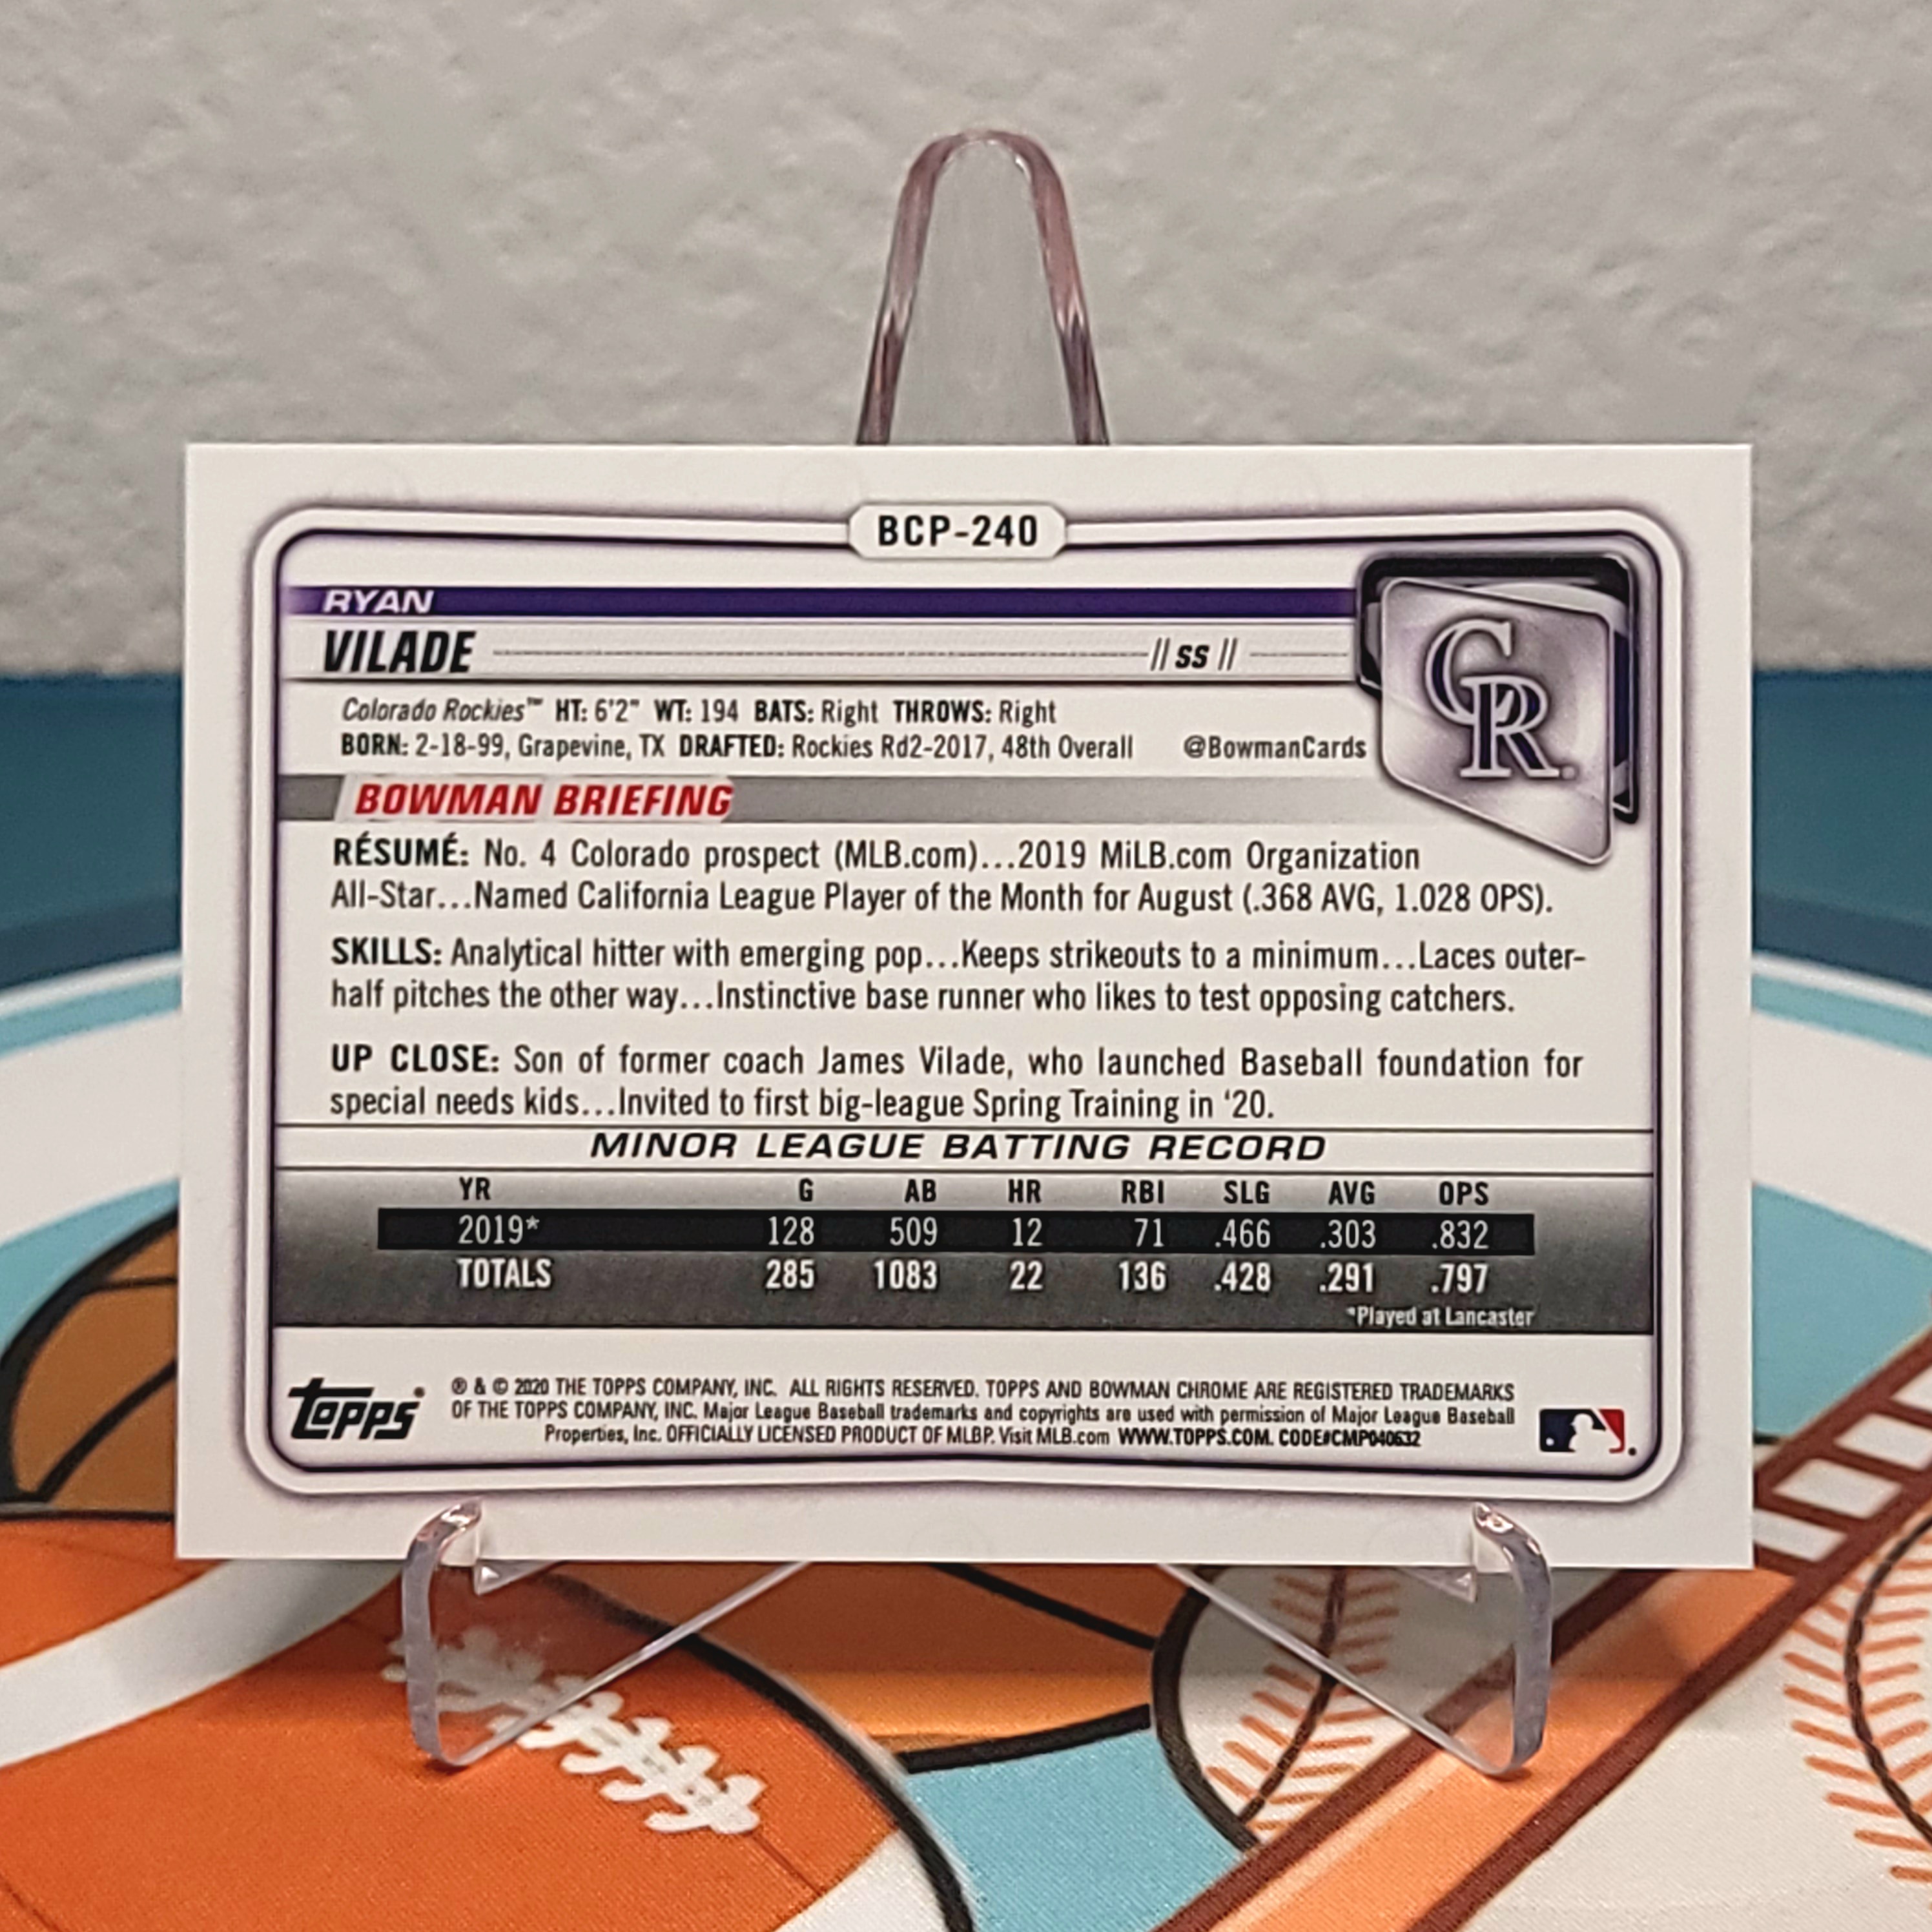 BCP-240
RYAN
VILADE // SS //
CR
Colorado Rockies™ HT: 6'2" WT: 194 BATS: Right THROWS: Right
BORN: 2-18-99, Grapevine, TX DRAFTED: Rockies Rd2-2017, 48th Overall @BowmanCards
BOWMAN BRIEFING
RÉSUMÉ: No. 4 Colorado prospect (MLB.com)...2019 MiLB.com Organization
All-Star...Named California League Player of the Month for August (.368 AVG, 1.028 OPS).
SKILLS: Analytical hitter with emerging pop...Keeps strikeouts to a minimum...Laces outer-
half pitches the other way...Instinctive base runner who likes to test opposing catchers.
UP CLOSE: Son of former coach James Vilade, who launched Baseball foundation for
special needs kids...Invited to first big-league Spring Training in ‘20.
MINOR LEAGUE BATTING RECORD
YR G AB HR RBI SLG AVG OPS
2019* 128 509 12 71 .466 .303 .832
TOTALS 285 1083 22 136 .428 .291 .797
*Played at Lancaster
topps® ® & © 2020 THE TOPPS COMPANY, INC. ALL RIGHTS RESERVED. TOPPS AND BOWMAN CHROME ARE REGISTERED TRADEMARKS
OF THE TOPPS COMPANY, INC. Major League Baseball trademarks and copyrights are used with permission of Major League Baseball
Properties, Inc. OFFICIALLY LICENSED PRODUCT OF MLBP. Visit MLB.com WWW.TOPPS.COM. CODE#CMP040632